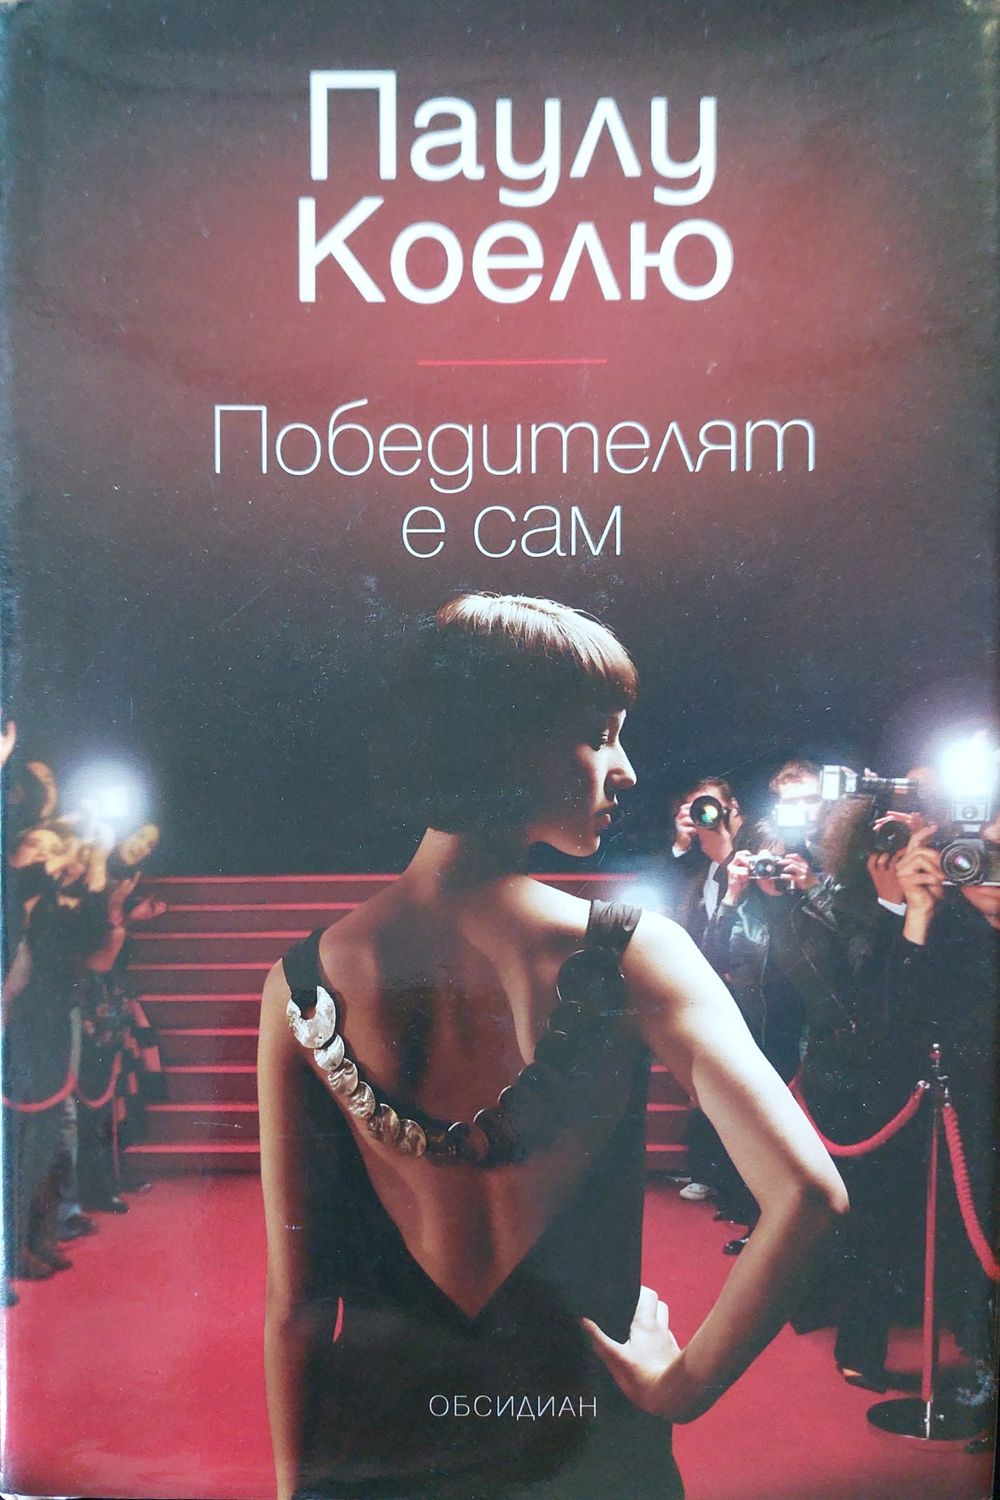 Паулу
Коелю
Победителят
е сам
ОБСИДИАН